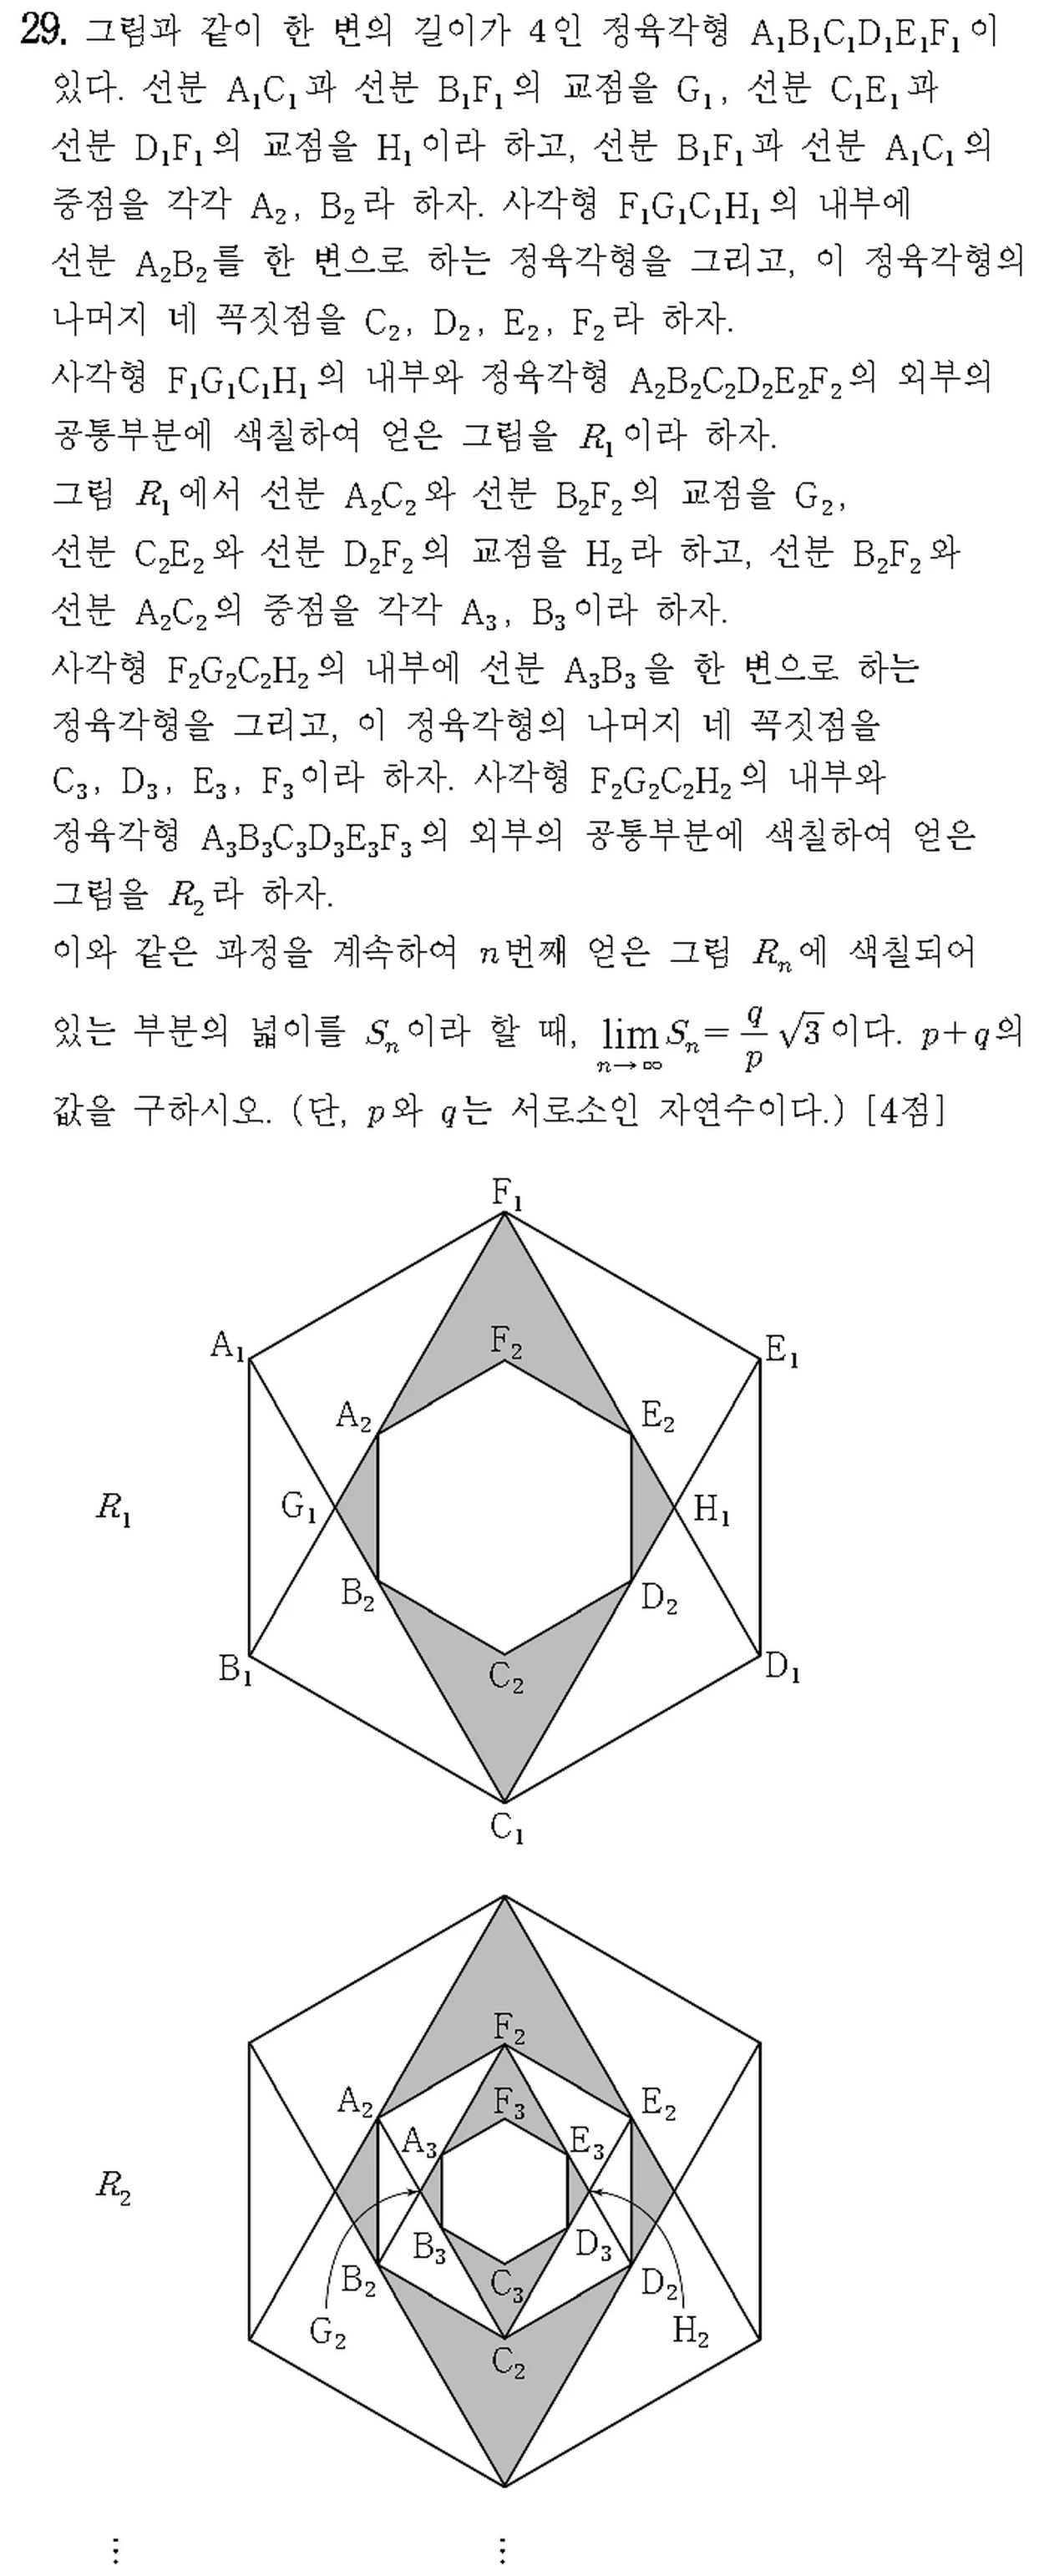 29. 그림과 같이 한 변의 길이가 4인 정육각형 A₁B₁C₁D₁E₁F₁이
있다. 선분 A₁C₁과 선분 B₁F₁의 교점을 G₁, 선분 C₁E₁과
선분 D₁F₁의 교점을 H₁이라 하고, 선분 B₁F₁과 선분 A₁C₁의
중점을 각각 A₂, B₂라 하자. 사각형 F₁G₁C₁H₁의 내부에
선분 A₂B₂를 한 변으로 하는 정육각형을 그리고, 이 정육각형의
나머지 네 꼭짓점을 C₂, D₂, E₂, F₂라 하자.
사각형 F₁G₁C₁H₁의 내부와 정육각형 A₂B₂C₂D₂E₂F₂의 외부의
공통부분에 색칠하여 얻은 그림을 R₁이라 하자.
그림 R₁에서 선분 A₂C₂와 선분 B₂F₂의 교점을 G₂,
선분 C₂E₂와 선분 D₂F₂의 교점을 H₂라 하고, 선분 B₂F₂와
선분 A₂C₂의 중점을 각각 A₃, B₃이라 하자.
사각형 F₂G₂C₂H₂의 내부에 선분 A₃B₃을 한 변으로 하는
정육각형을 그리고, 이 정육각형의 나머지 네 꼭짓점을
C₃, D₃, E₃, F₃이라 하자. 사각형 F₂G₂C₂H₂의 내부와
정육각형 A₃B₃C₃D₃E₃F₃의 외부의 공통부분에 색칠하여 얻은
그림을 R₂라 하자.
이와 같은 과정을 계속하여 n번째 얻은 그림 Rₙ에 색칠되어
있는 부분의 넓이를 Sₙ이라 할 때, lim n→∞ Sₙ = q/p √3 이다. p+q의
값을 구하시오. (단, p와 q는 서로소인 자연수이다.) [4점]
F₁
A₁ F₂ E₁
A₂ E₂
R₁ G₁ H₁
B₂ D₂
B₁ C₂ D₁
C₁
F₂
A₂ F₃ E₂
A₃ E₃
R₂
B₃ D₃
B₂ C₃ D₂
G₂ H₂
C₂
⋮ ⋮